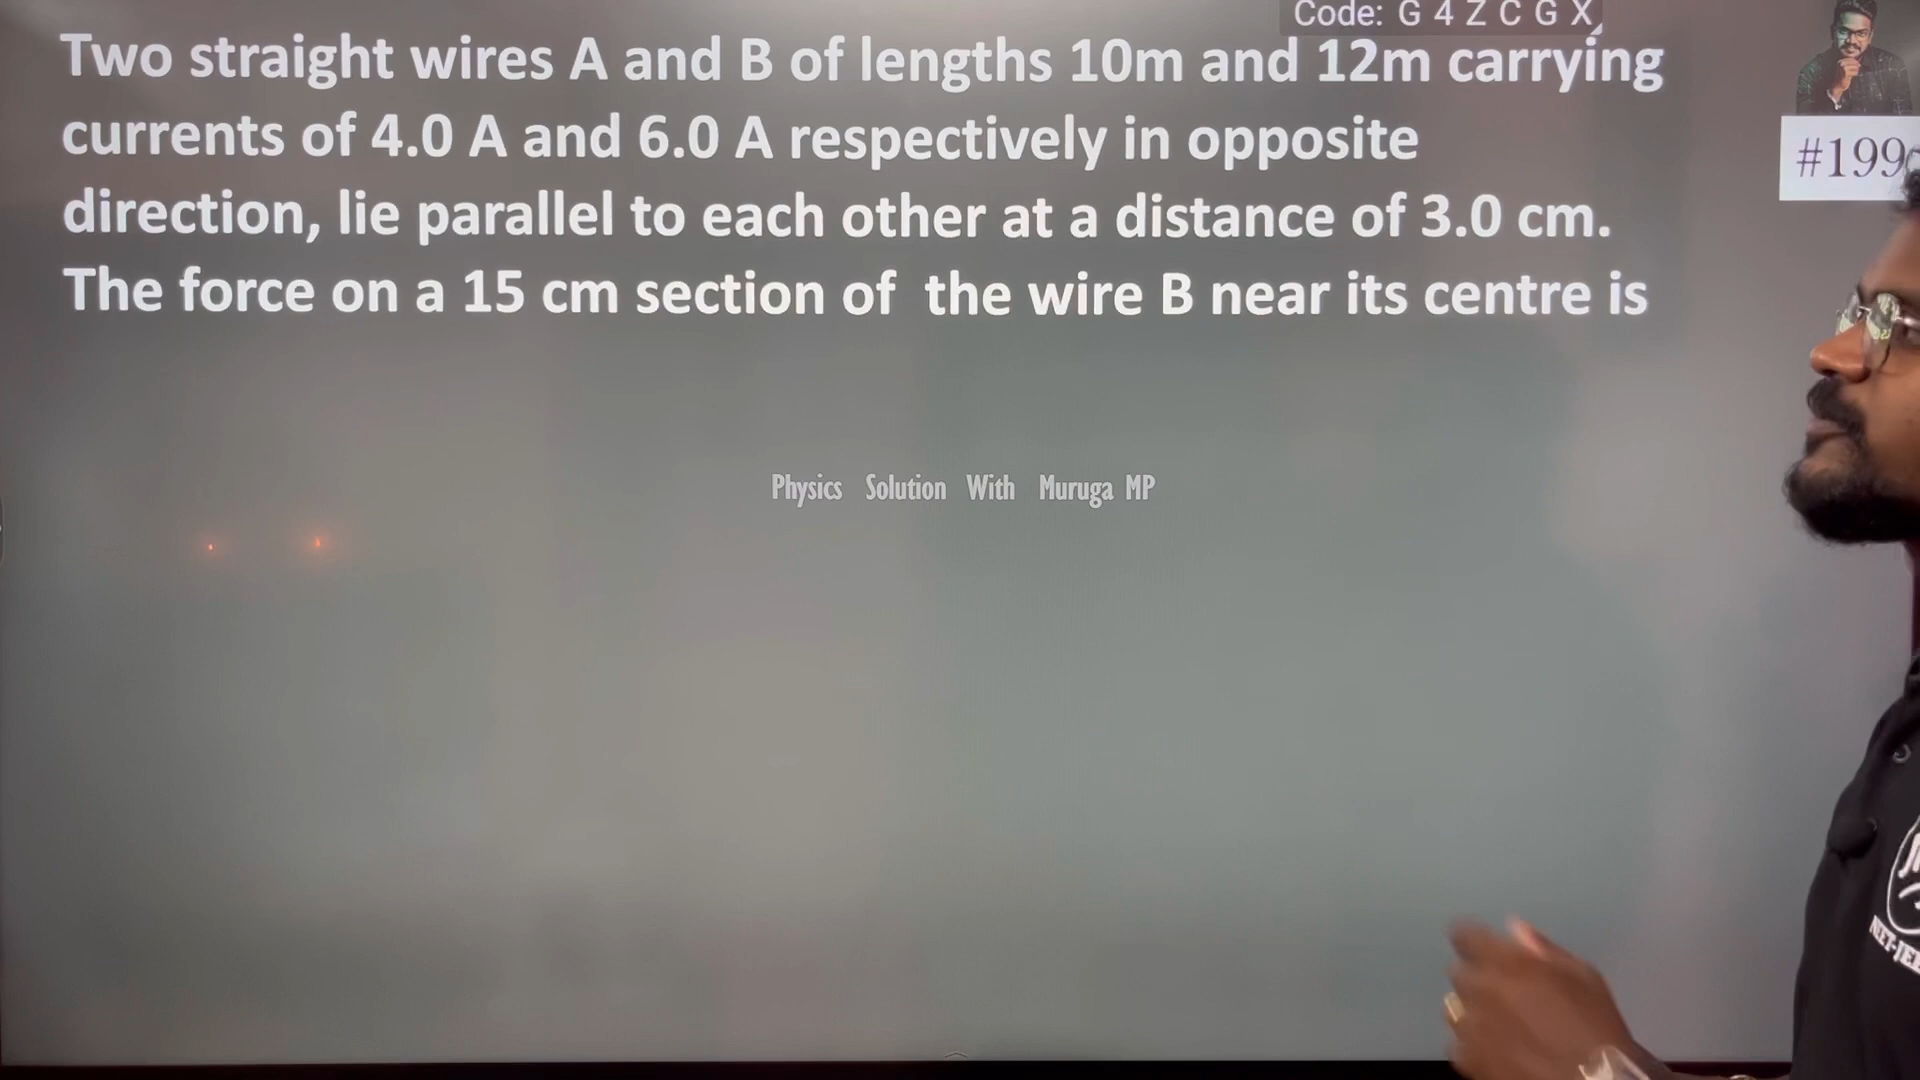 Code: G 4 Z C G X
Two straight wires A and B of lengths 10m and 12m carrying
currents of 4.0 A and 6.0 A respectively in opposite
direction, lie parallel to each other at a distance of 3.0 cm.
The force on a 15 cm section of the wire B near its centre is
#199
Physics Solution With Muruga MP